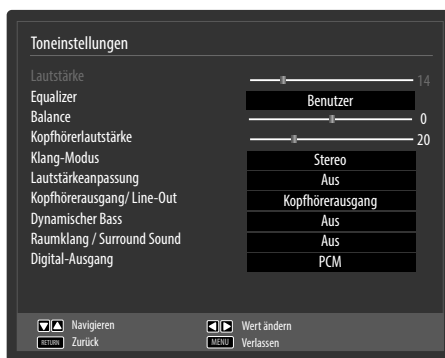 Toneinstellungen
Lautstärke 14
Equalizer Benutzer
Balance 0
Kopfhörerlautstärke 20
Klang-Modus Stereo
Lautstärkeanpassung Aus
Kopfhörerausgang/ Line-Out Kopfhörerausgang
Dynamischer Bass Aus
Raumklang / Surround Sound Aus
Digital-Ausgang PCM
Navigieren Wert ändern
RETURN Zurück MENU Verlassen